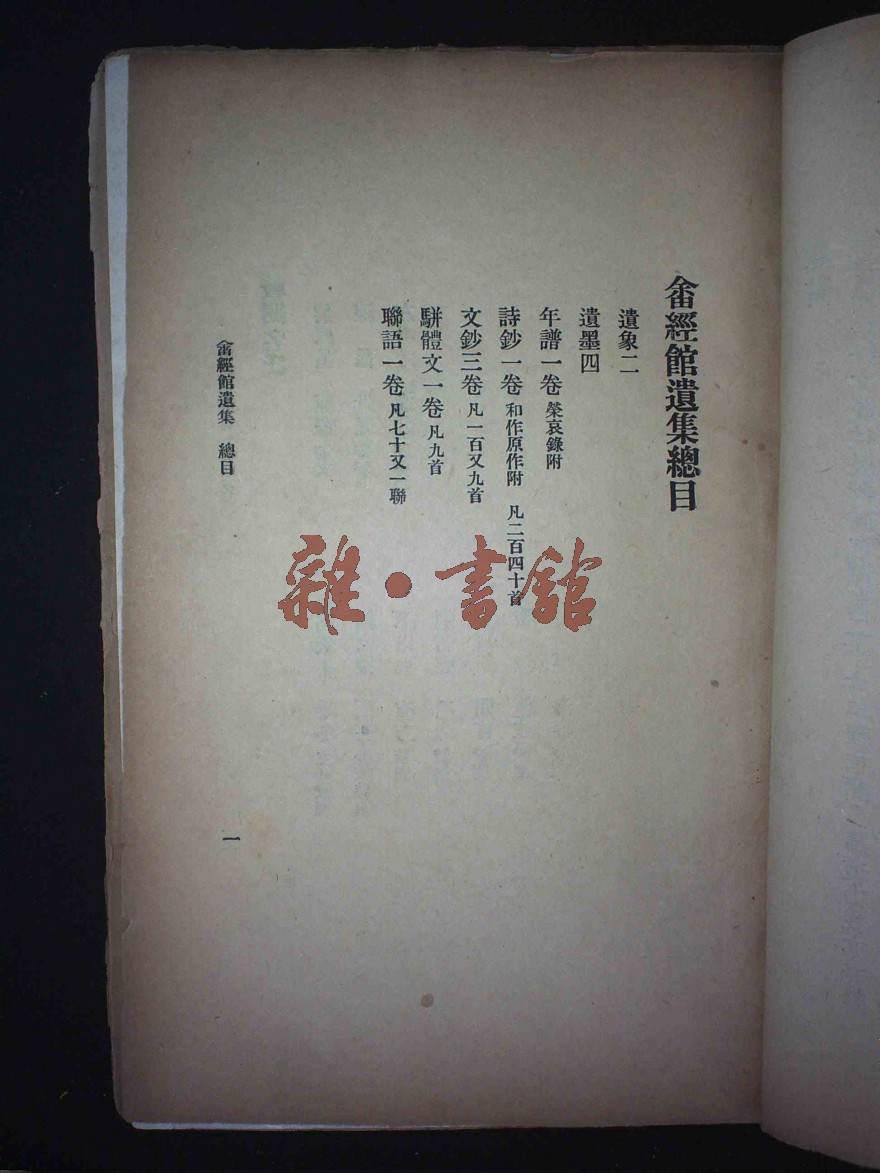 畬經館遺集總目
遺象二
遺墨四
年譜一卷 榮哀錄附
詩鈔一卷 和作原作附 凡二百四十首
文鈔三卷 凡一百又九首
駢體文一卷 凡九首
聯語一卷 凡七十又一聯
畬經館遺集 總目
一
雜·書館